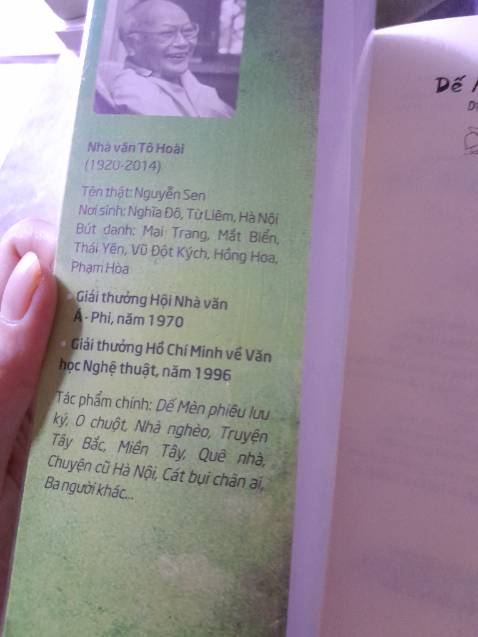 Nhà văn Tô Hoài
(1920-2014)
Tên thật: Nguyễn Sen
Nơi sinh: Nghĩa Đô, Từ Liêm, Hà Nội
Bút danh: Mai Trang, Mắt Biển,
Thái Yên, Vũ Đột Kých, Hồng Hoa,
Phạm Hòa
• Giải thưởng Hội Nhà văn
Á - Phi, năm 1970
• Giải thưởng Hồ Chí Minh về Văn
học Nghệ thuật, năm 1996
Tác phẩm chính: Dế Mèn phiêu lưu
ký, O chuột, Nhà nghèo, Truyện
Tây Bắc, Miền Tây, Quê nhà,
Chuyện cũ Hà Nội, Cát bụi chân ai,
Ba người khác...
Dế